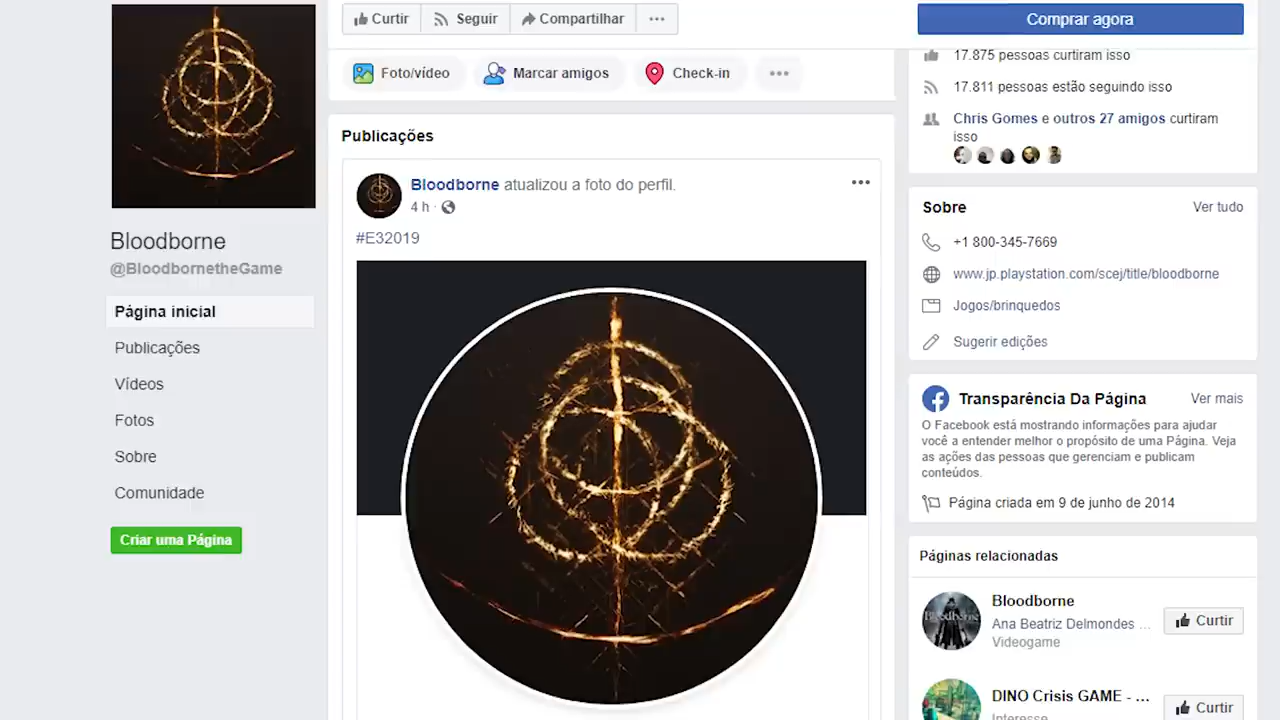 Curtir
Seguir
Compartilhar
Comprar agora
Foto/vídeo
Marcar amigos
Check-in
Publicações
Bloodborne atualizou a foto do perfil.
4 h ·
#E32019
Bloodborne
@BloodbornetheGame
Página inicial
Publicações
Vídeos
Fotos
Sobre
Comunidade
Criar uma Página
17.875 pessoas curtiram isso
17.811 pessoas estão seguindo isso
Chris Gomes e outros 27 amigos curtiram
isso
Sobre
Ver tudo
+1 800-345-7669
www.jp.playstation.com/scej/title/bloodborne
Jogos/brinquedos
Sugerir edições
Transparência Da Página
Ver mais
O Facebook está mostrando informações para ajudar
você a entender melhor o propósito de uma Página. Veja
as ações das pessoas que gerenciam e publicam
conteúdos.
Página criada em 9 de junho de 2014
Páginas relacionadas
Bloodborne
Bloodborne
Ana Beatriz Delmondes ...
Videogame
Curtir
DINO Crisis GAME - ...
Interesse
Curtir